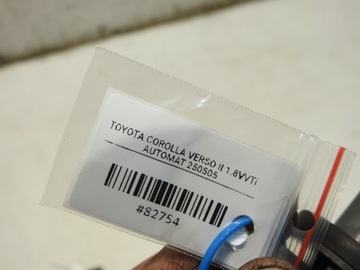 TOYOTA COROLLA VERSO II 1.8VVTi
AUTOMAT 250505
#82754